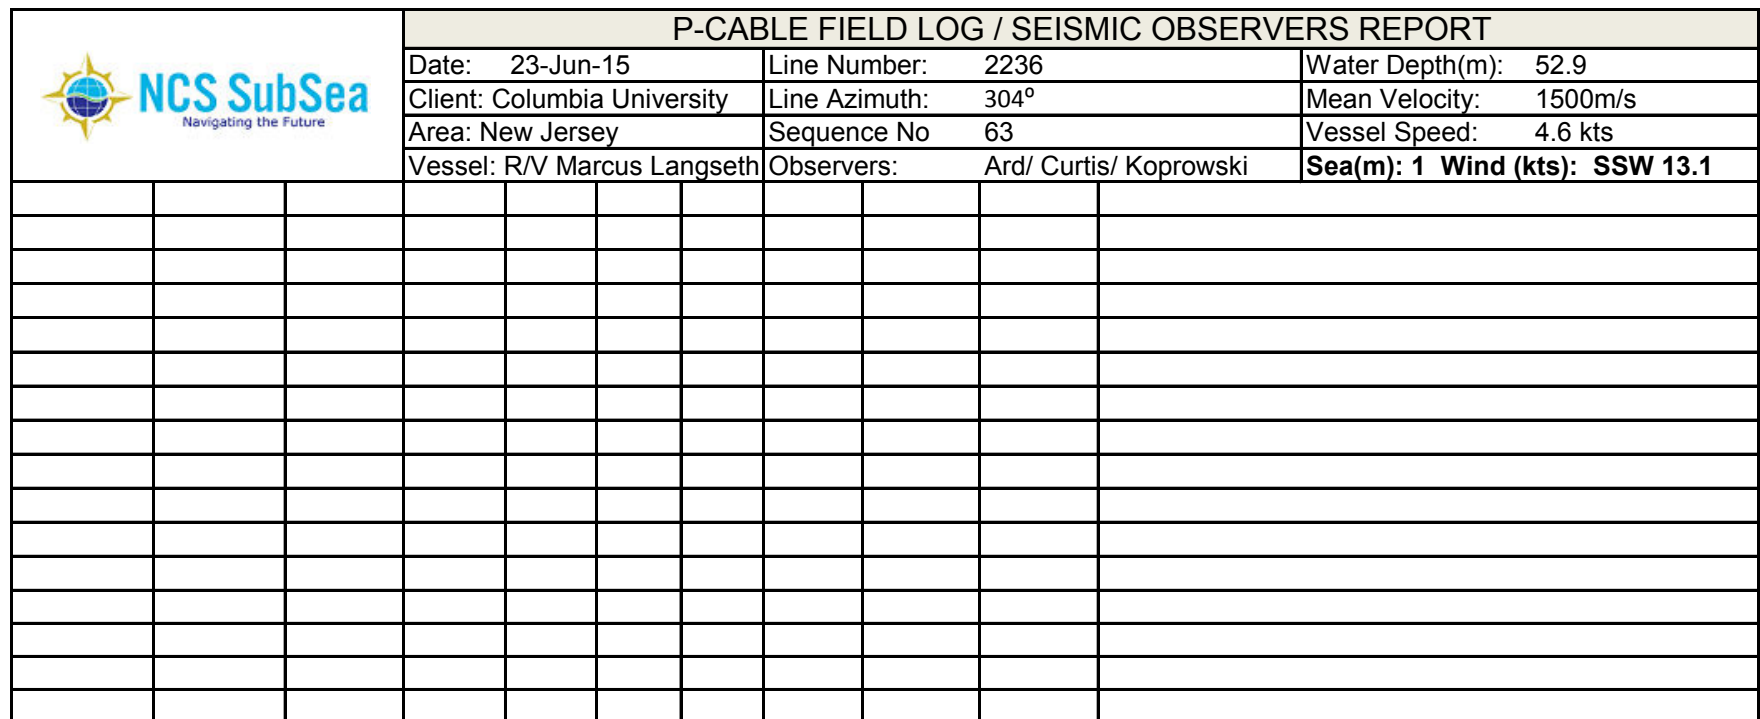 P-CABLE FIELD LOG / SEISMIC OBSERVERS REPORT
NCS SubSea
Navigating the Future
Date: 23-Jun-15 Line Number: 2236 Water Depth(m): 52.9
Client: Columbia University Line Azimuth: 304º Mean Velocity: 1500m/s
Area: New Jersey Sequence No 63 Vessel Speed: 4.6 kts
Vessel: R/V Marcus Langseth Observers: Ard/ Curtis/ Koprowski Sea(m): 1 Wind (kts): SSW 13.1